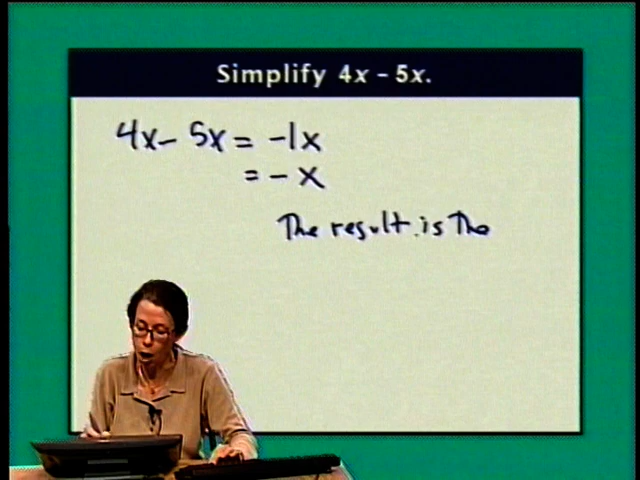 Simplify 4x - 5x.
4x - 5x = -1x
= -x
The result is the